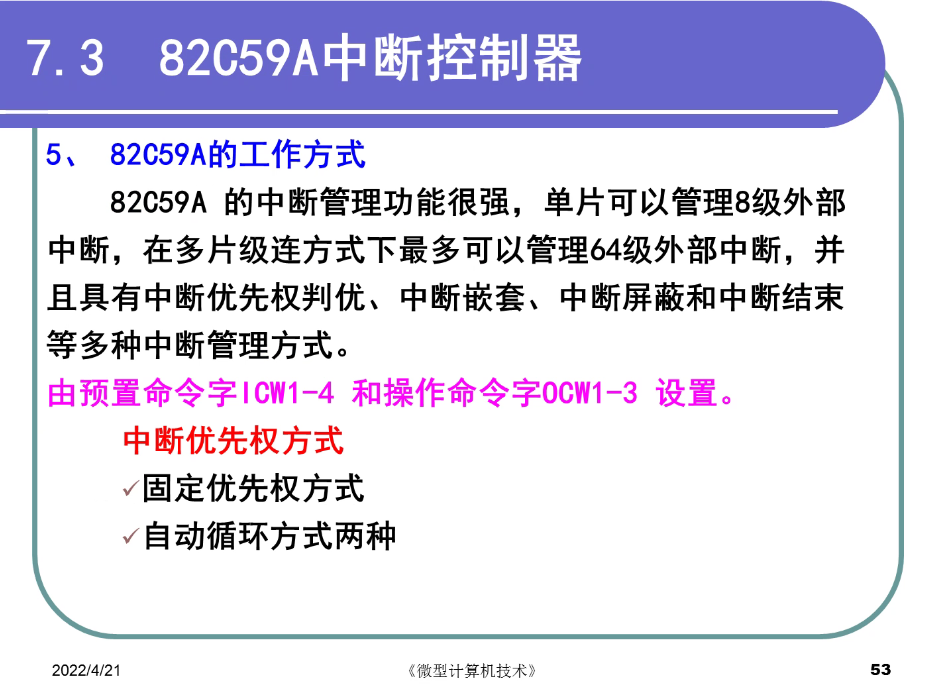 7.3 82C59A中断控制器
5、 82C59A的工作方式
82C59A 的中断管理功能很强，单片可以管理8级外部
中断，在多片级连方式下最多可以管理64级外部中断，并
且具有中断优先权判优、中断嵌套、中断屏蔽和中断结束
等多种中断管理方式。
由预置命令字ICW1-4 和操作命令字OCW1-3 设置。
中断优先权方式
✓固定优先权方式
✓自动循环方式两种
2022/4/21
《微型计算机技术》
53